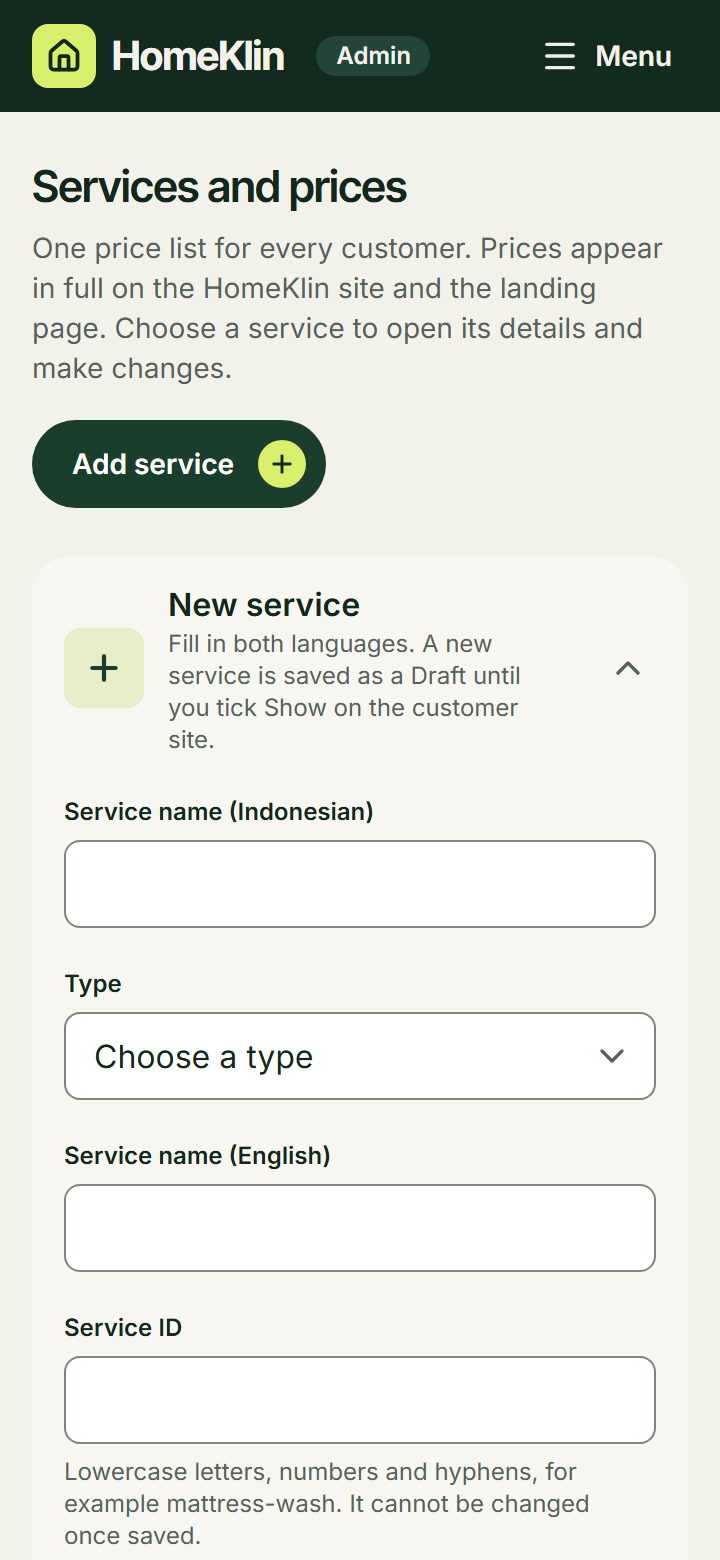 HomeKlin Admin Menu
Services and prices
One price list for every customer. Prices appear
in full on the HomeKlin site and the landing
page. Choose a service to open its details and
make changes.
Add service
New service
Fill in both languages. A new
service is saved as a Draft until
you tick Show on the customer
site.
Service name (Indonesian)
Type
Choose a type
Service name (English)
Service ID
Lowercase letters, numbers and hyphens, for
example mattress-wash. It cannot be changed
once saved.